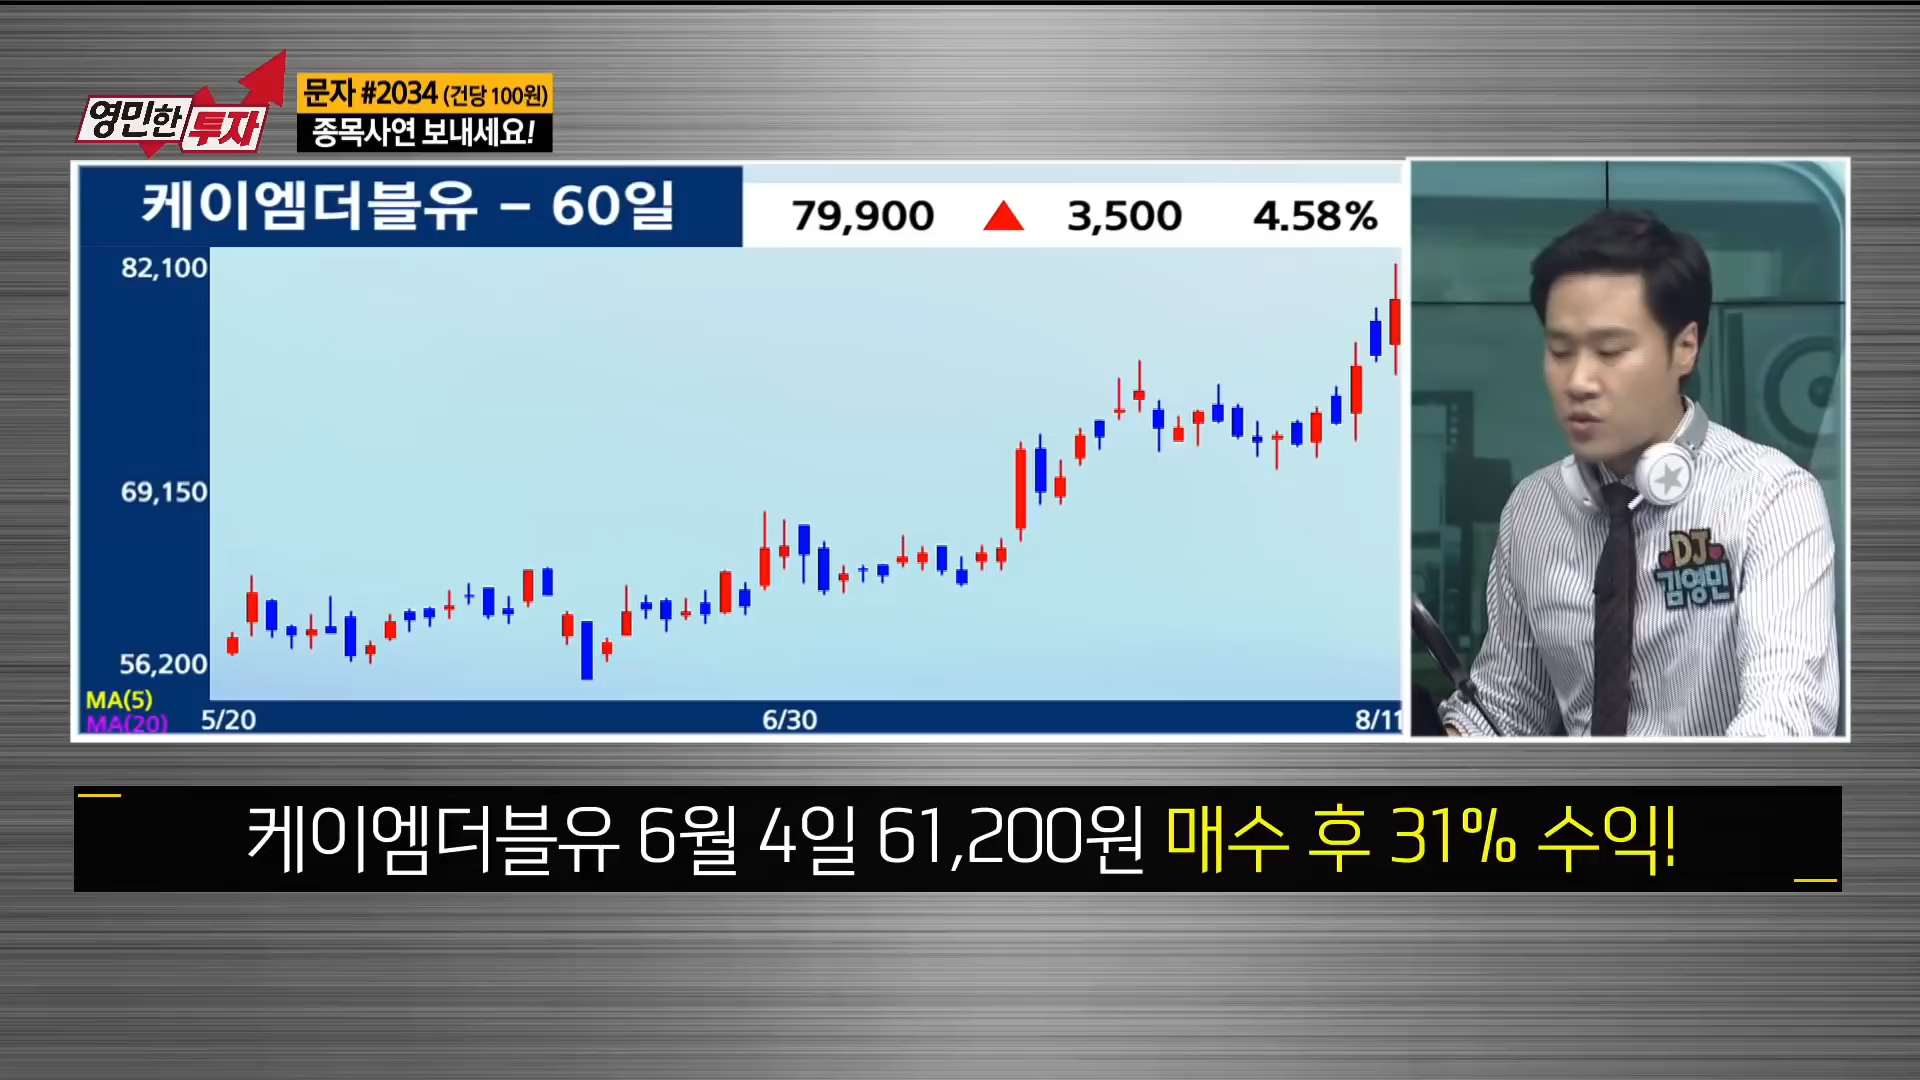 영민한 투자
문자 #2034 (건당 100원)
종목사연 보내세요!
케이엠더블유 - 60일
79,900 ▲ 3,500 4.58%
82,100
69,150
56,200
MA(5)
MA(20)
5/20 6/30 8/11
DJ
김영민
케이엠더블유 6월 4일 61,200원 매수 후 31% 수익!